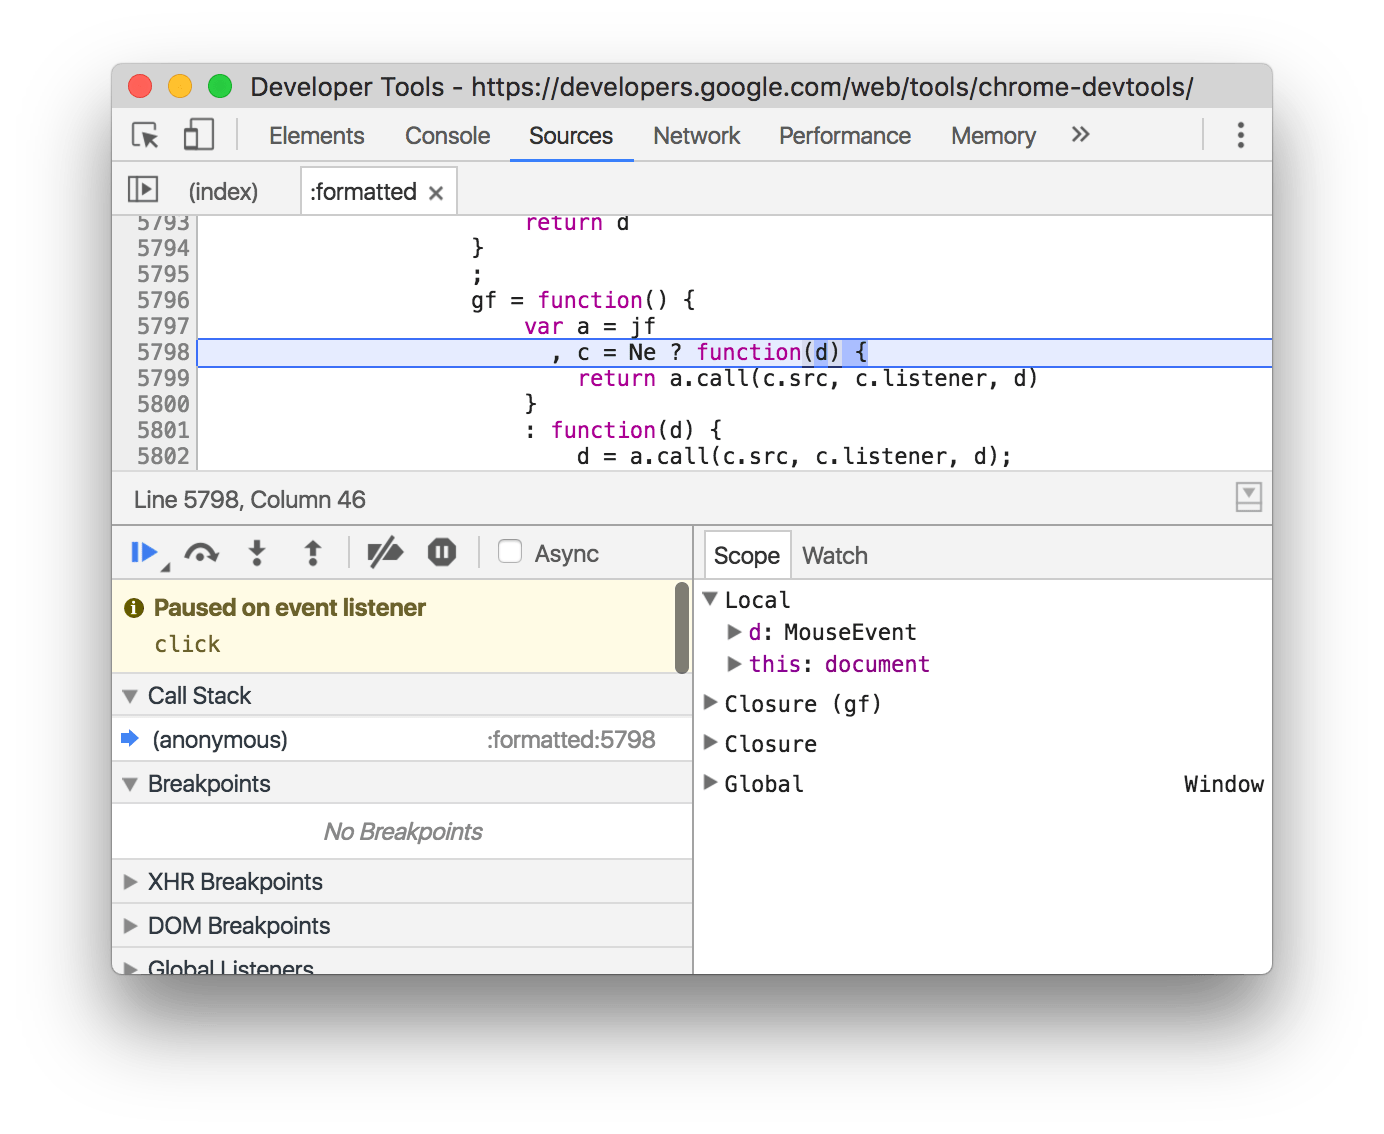 Developer Tools - https://developers.google.com/web/tools/chrome-devtools/
Elements Console Sources Network Performance Memory »
(index) :formatted ×
5793 return d
5794 }
5795 ;
5796 gf = function() {
5797 var a = jf
5798 , c = Ne ? function(d) {
5799 return a.call(c.src, c.listener, d)
5800 }
5801 : function(d) {
5802 d = a.call(c.src, c.listener, d);
Line 5798, Column 46
Async
Paused on event listener
click
Call Stack
(anonymous) :formatted:5798
Breakpoints
No Breakpoints
XHR Breakpoints
DOM Breakpoints
Global Listeners
Scope Watch
Local
d: MouseEvent
this: document
Closure (gf)
Closure
Global Window